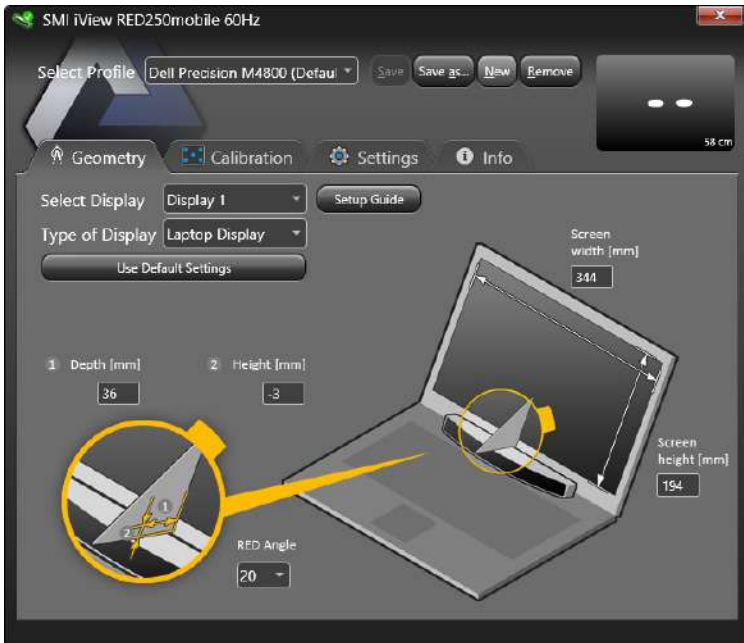 SMI iView RED250mobile 60Hz
x
Select Profile Dell Precision M4800 (Defaul Save Save as... New Remove
58 cm
Geometry Calibration Settings i Info
Select Display Display 1 Setup Guide
Type of Display Laptop Display
Use Default Settings
Screen
width [mm]
344
1 Depth [mm] 2 Height [mm]
36 -3
Screen
height [mm]
194
1
2
RED Angle
20